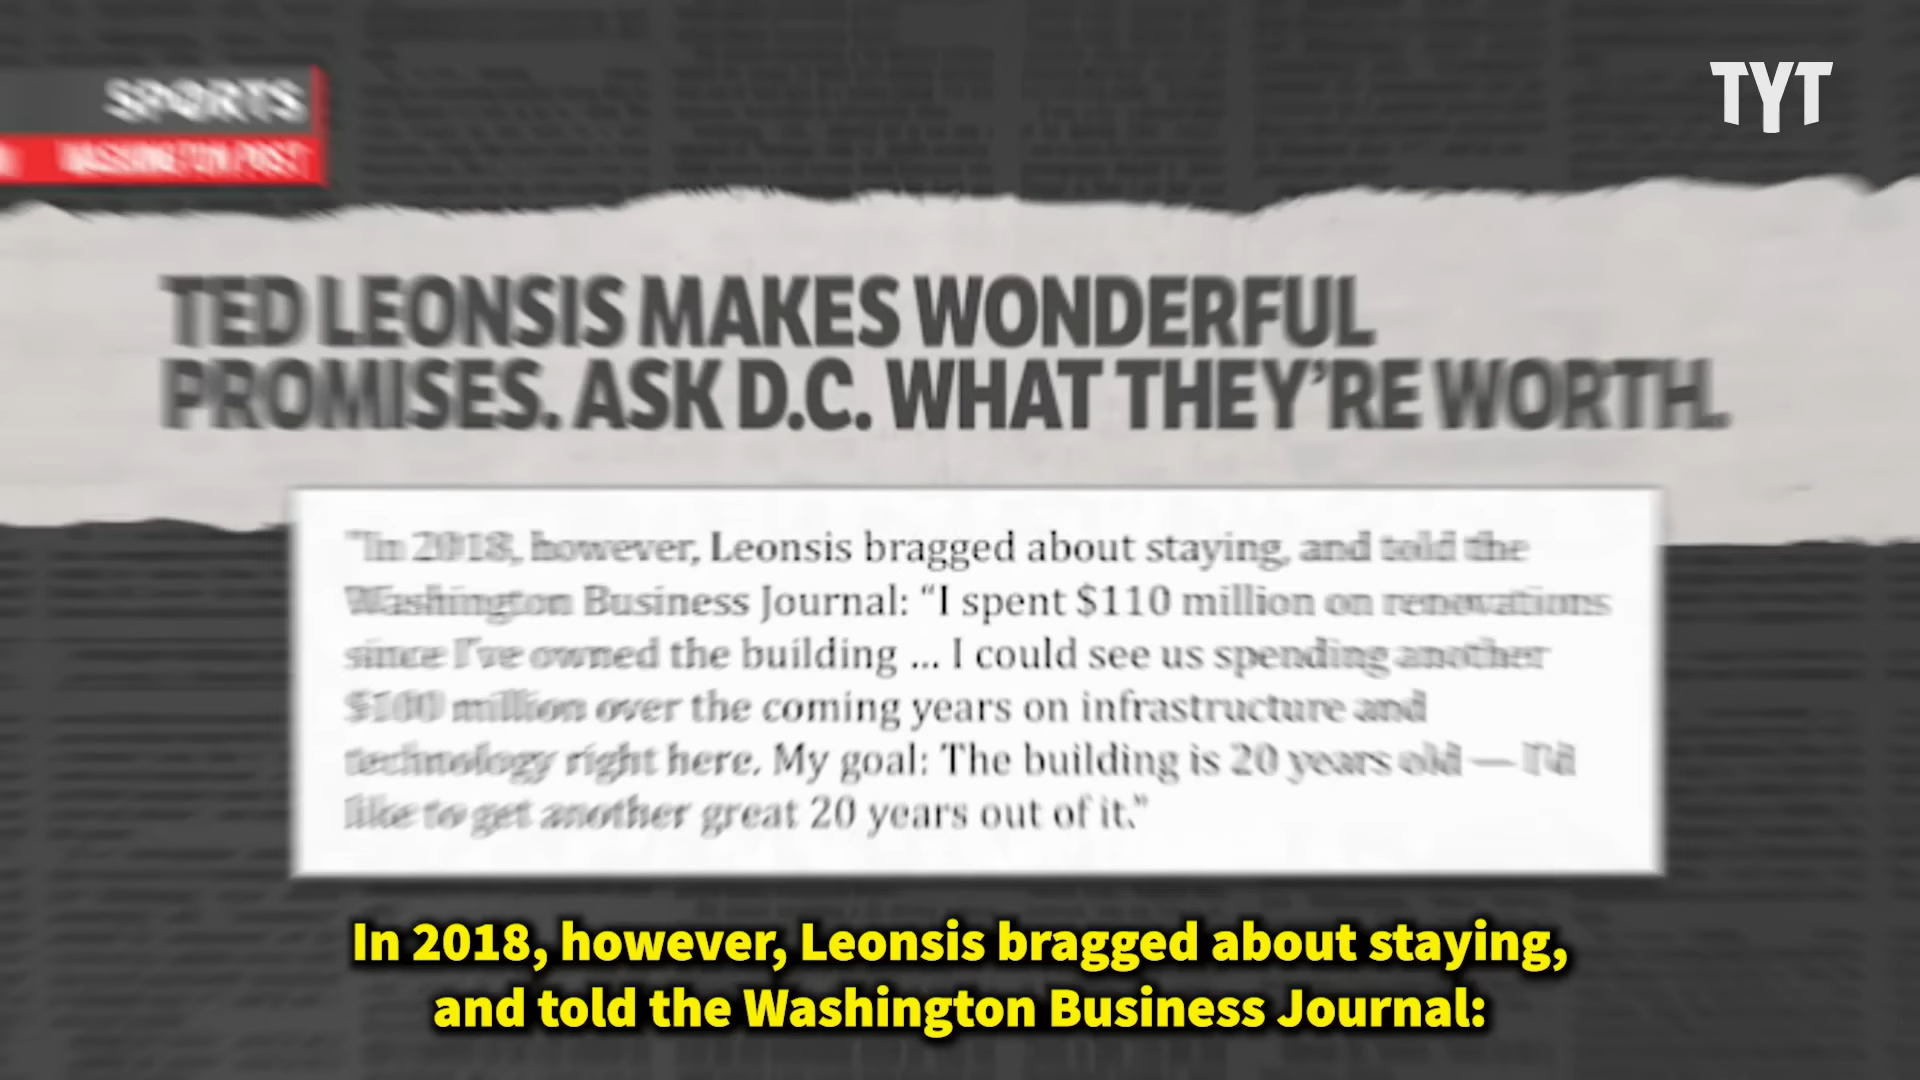 SPORTS
WASHINGTON POST
TYT
TED LEONSIS MAKES WONDERFUL
PROMISES. ASK D.C. WHAT THEY'RE WORTH.
"In 2018, however, Leonsis bragged about staying, and told the
Washington Business Journal: “I spent $110 million on renovations
since I've owned the building ... I could see us spending another
$100 million over the coming years on infrastructure and
technology right here. My goal: The building is 20 years old — I'd
like to get another great 20 years out of it.”
In 2018, however, Leonsis bragged about staying,
and told the Washington Business Journal: